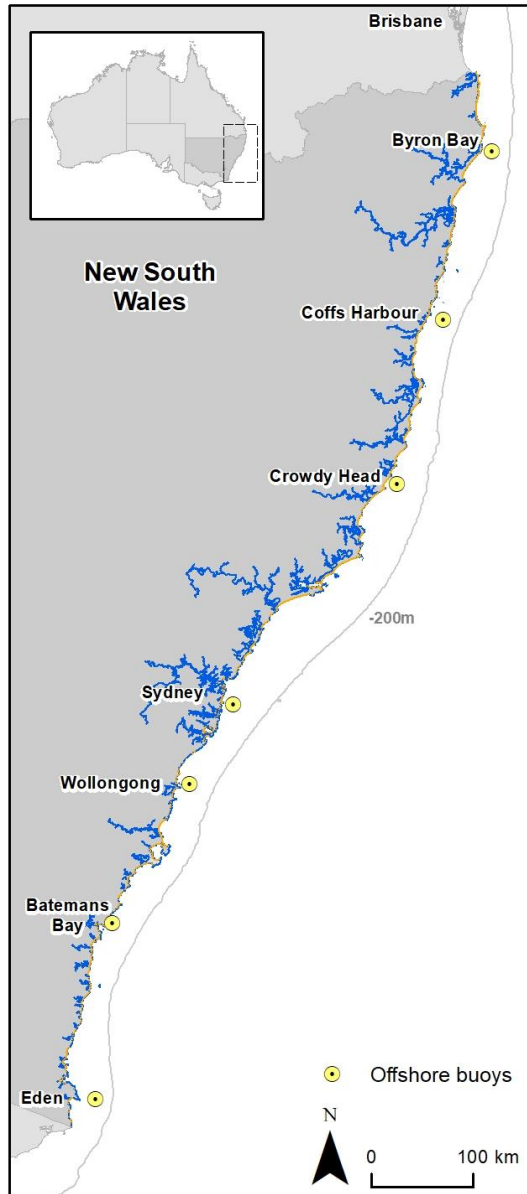 Brisbane
Byron Bay
New South
Wales
Coffs Harbour
Crowdy Head
-200m
Sydney
Wollongong
Batemans
Bay
Eden
Offshore buoys
N
0 100 km